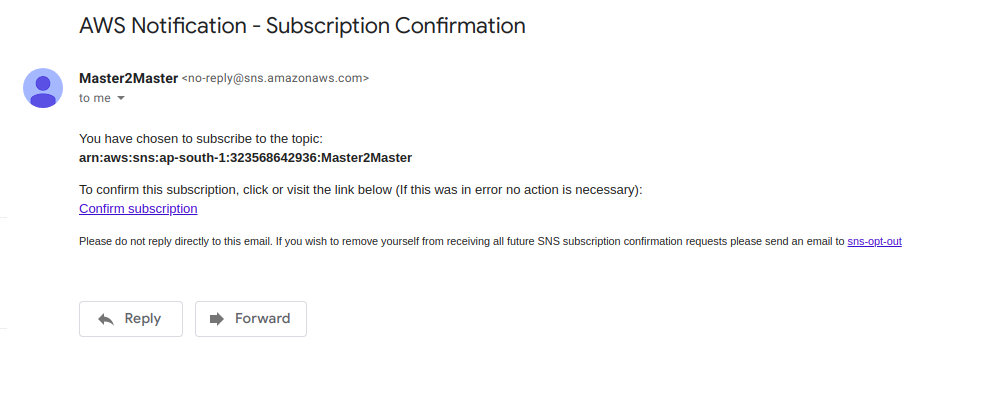 AWS Notification - Subscription Confirmation
Master2Master <no-reply@sns.amazonaws.com>
to me
You have chosen to subscribe to the topic:
arn:aws:sns:ap-south-1:323568642936:Master2Master
To confirm this subscription, click or visit the link below (If this was in error no action is necessary):
Confirm subscription
Please do not reply directly to this email. If you wish to remove yourself from receiving all future SNS subscription confirmation requests please send an email to sns-opt-out
Reply
Forward